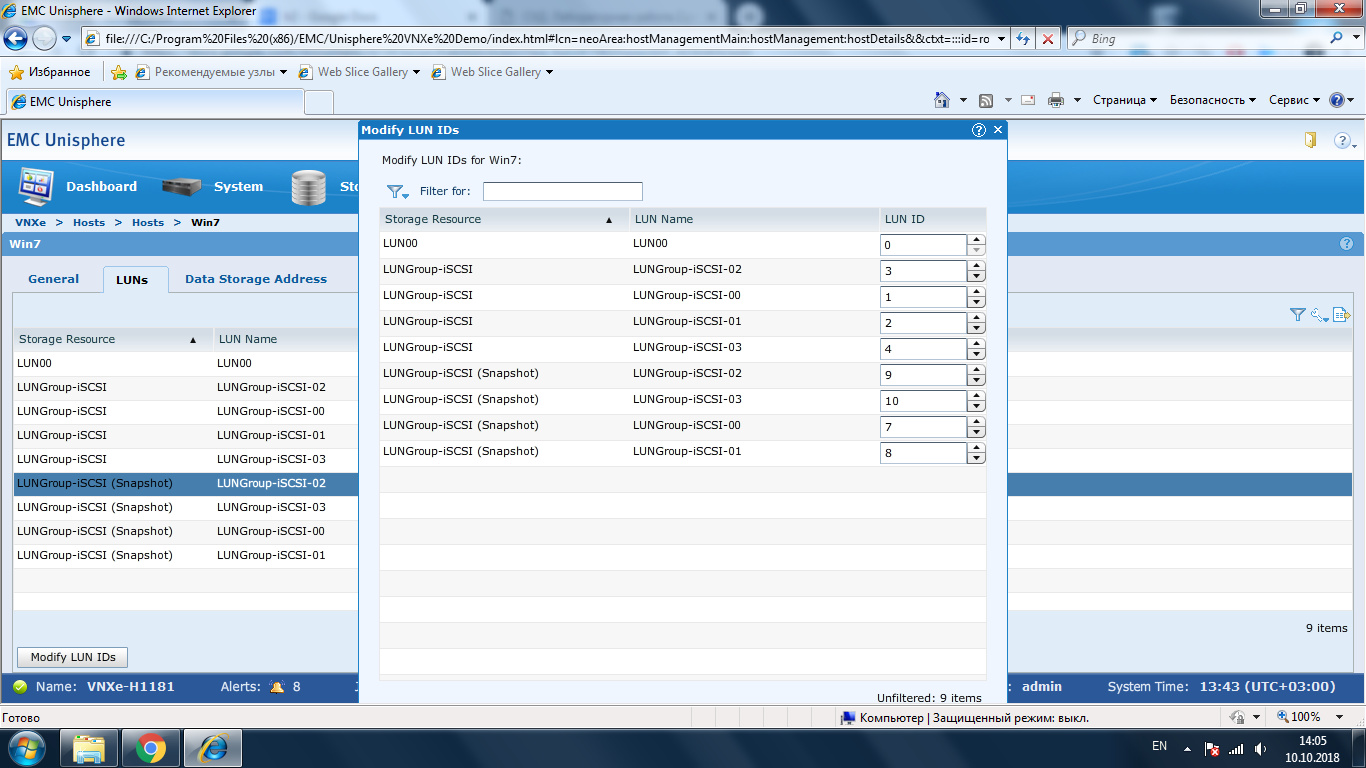 EMC Unisphere - Windows Internet Explorer
file:///C:/Program%20Files%20(x86)/EMC/Unisphere%20VNXe%20Demo/index.html#lcn=neoArea:hostManagementMain:hostManagement:hostDetails&&ctxt=:::id=ro
Bing
Избранное
Рекомендуемые узлы
Web Slice Gallery
Web Slice Gallery
EMC Unisphere
Страница
Безопасность
Сервис
EMC Unisphere
Dashboard
System
VNXe > Hosts > Hosts > Win7
Win7
General
LUNs
Data Storage Address
Storage Resource LUN Name
LUN00 LUN00
LUNGroup-iSCSI LUNGroup-iSCSI-02
LUNGroup-iSCSI LUNGroup-iSCSI-00
LUNGroup-iSCSI LUNGroup-iSCSI-01
LUNGroup-iSCSI LUNGroup-iSCSI-03
LUNGroup-iSCSI (Snapshot) LUNGroup-iSCSI-02
LUNGroup-iSCSI (Snapshot) LUNGroup-iSCSI-03
LUNGroup-iSCSI (Snapshot) LUNGroup-iSCSI-00
LUNGroup-iSCSI (Snapshot) LUNGroup-iSCSI-01
9 items
Modify LUN IDs
Modify LUN IDs
Modify LUN IDs for Win7:
Filter for:
Storage Resource LUN Name LUN ID
LUN00 LUN00 0
LUNGroup-iSCSI LUNGroup-iSCSI-02 3
LUNGroup-iSCSI LUNGroup-iSCSI-00 1
LUNGroup-iSCSI LUNGroup-iSCSI-01 2
LUNGroup-iSCSI LUNGroup-iSCSI-03 4
LUNGroup-iSCSI (Snapshot) LUNGroup-iSCSI-02 9
LUNGroup-iSCSI (Snapshot) LUNGroup-iSCSI-03 10
LUNGroup-iSCSI (Snapshot) LUNGroup-iSCSI-00 7
LUNGroup-iSCSI (Snapshot) LUNGroup-iSCSI-01 8
Unfiltered: 9 items
Name: VNXe-H1181 Alerts: 8
admin System Time: 13:43 (UTC+03:00)
Готово
Компьютер | Защищенный режим: выкл.
100%
EN
14:05
10.10.2018